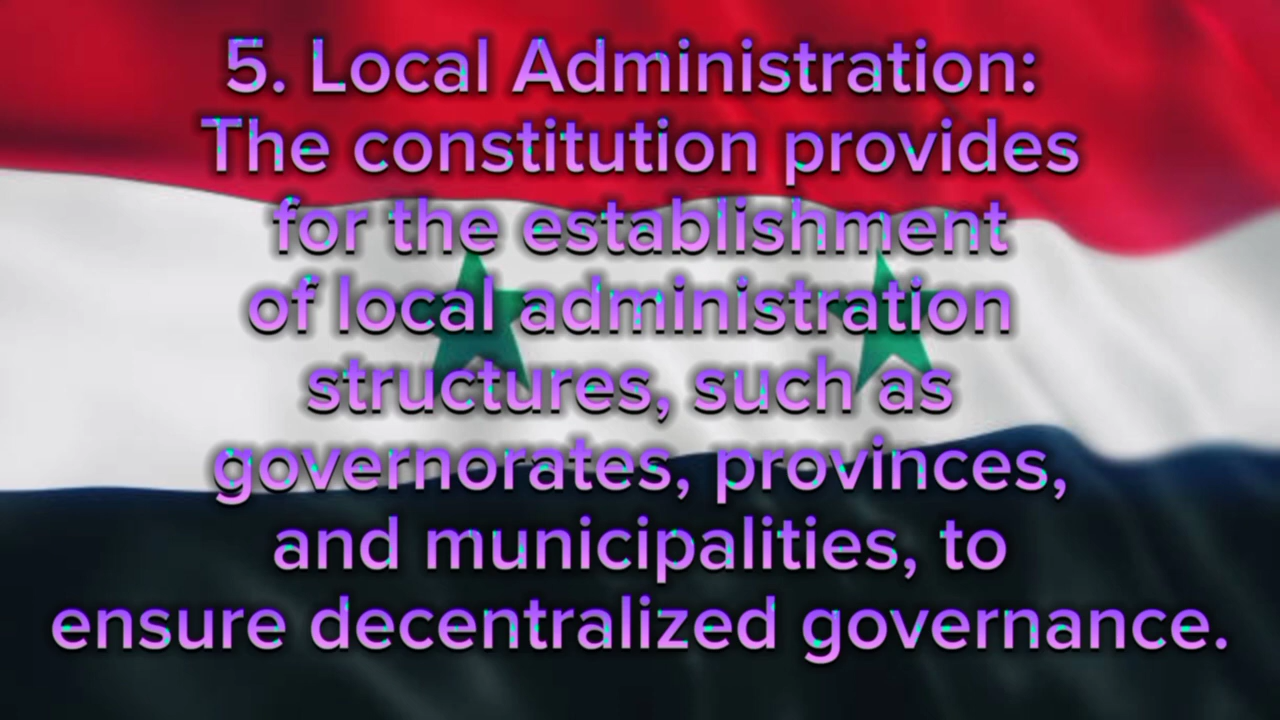 5. Local Administration:
The constitution provides
for the establishment
of local administration
structures, such as
governorates, provinces,
and municipalities, to
ensure decentralized governance.